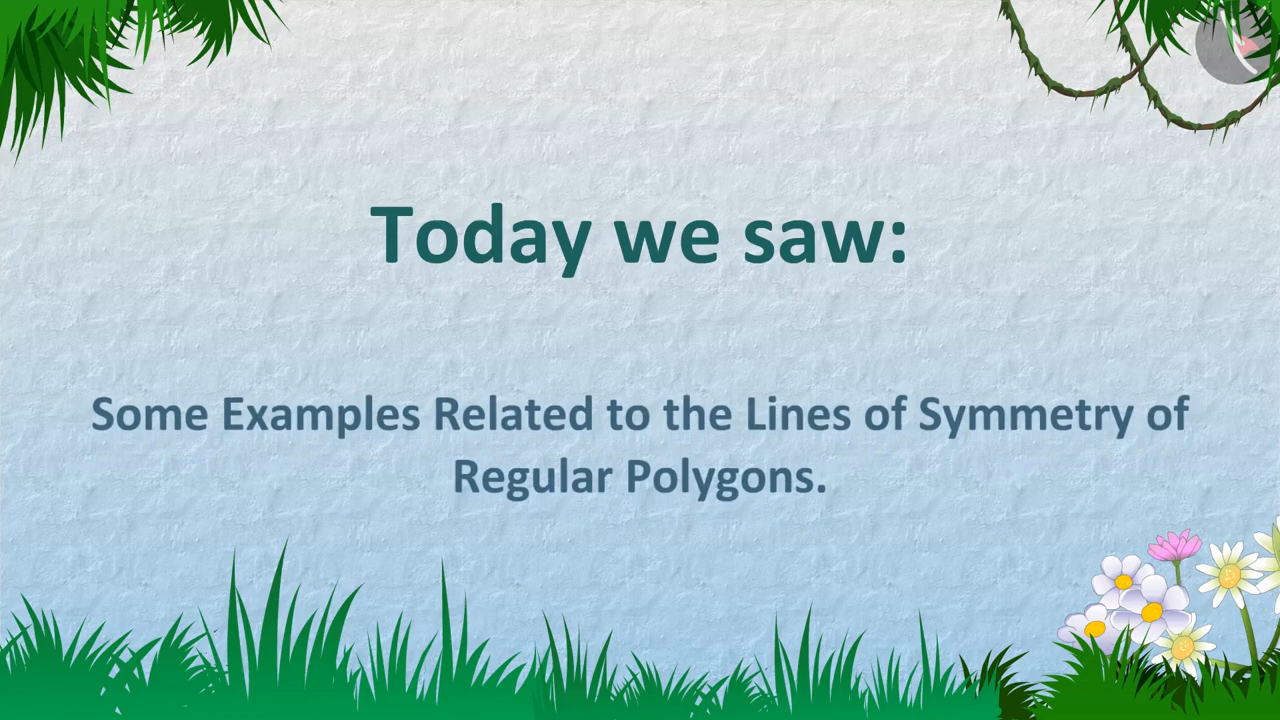 Today we saw:
Some Examples Related to the Lines of Symmetry of
Regular Polygons.